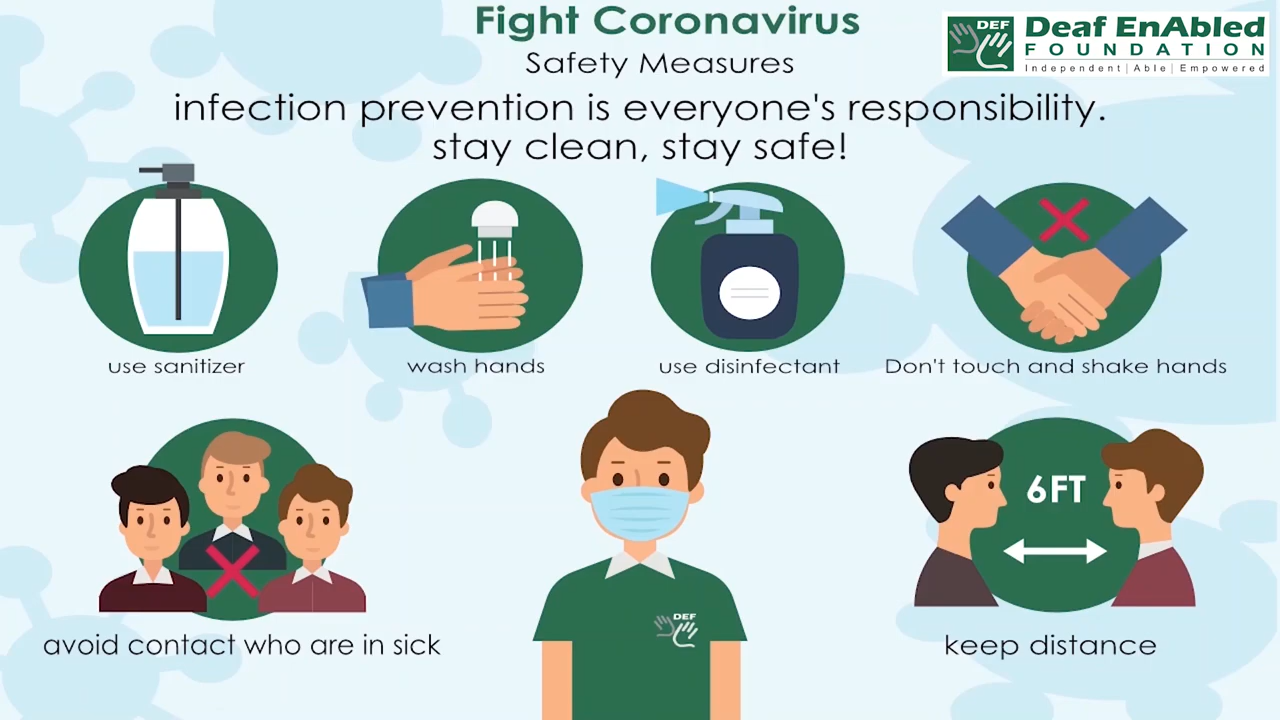 Fight Coronavirus
Safety Measures
DEF
Deaf EnAbled
FOUNDATION
Independent | Able | Empowered
infection prevention is everyone's responsibility.
stay clean, stay safe!
use sanitizer
wash hands
use disinfectant
Don't touch and shake hands
6FT
DEF
avoid contact who are in sick
keep distance